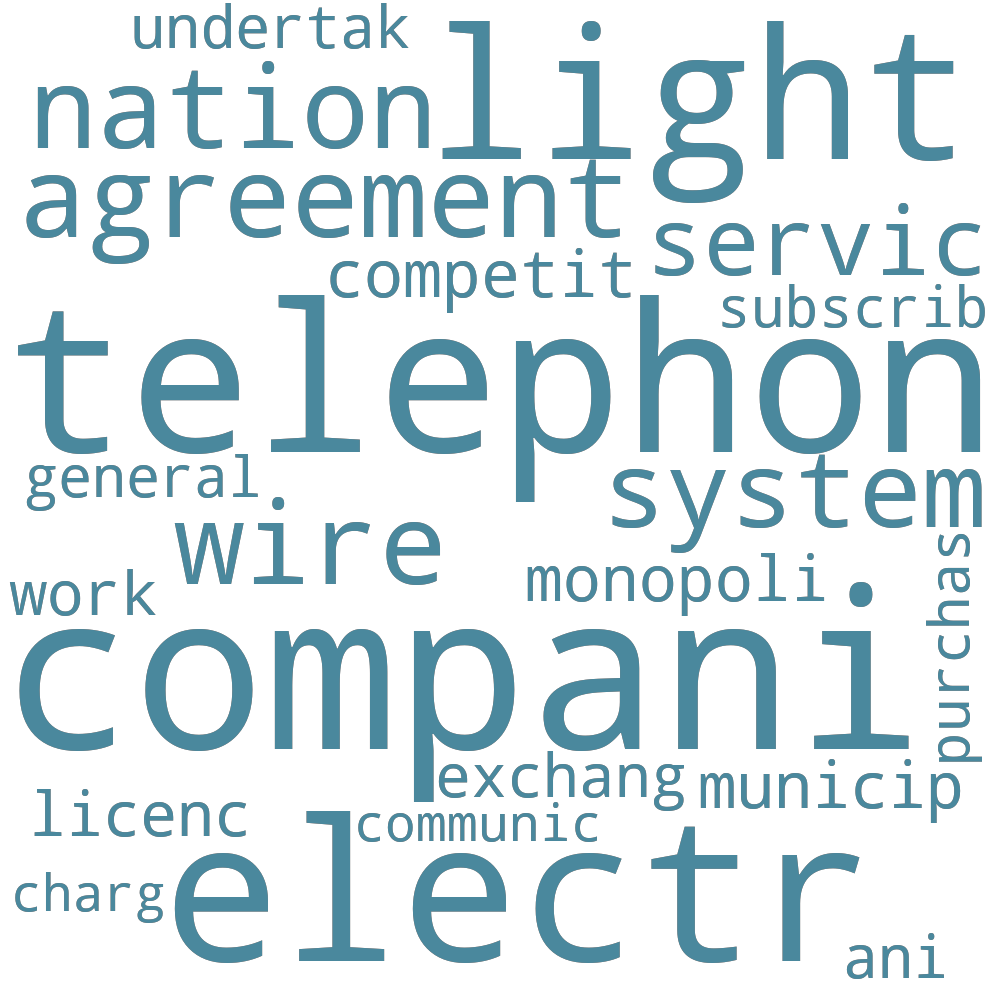 undertak
light
nation
agreement
servic
competit
subscrib
telephon
general
system
wire
purchas
monopoli
work
compani
exchang
municip
licenc
communic
electr
charg
ani